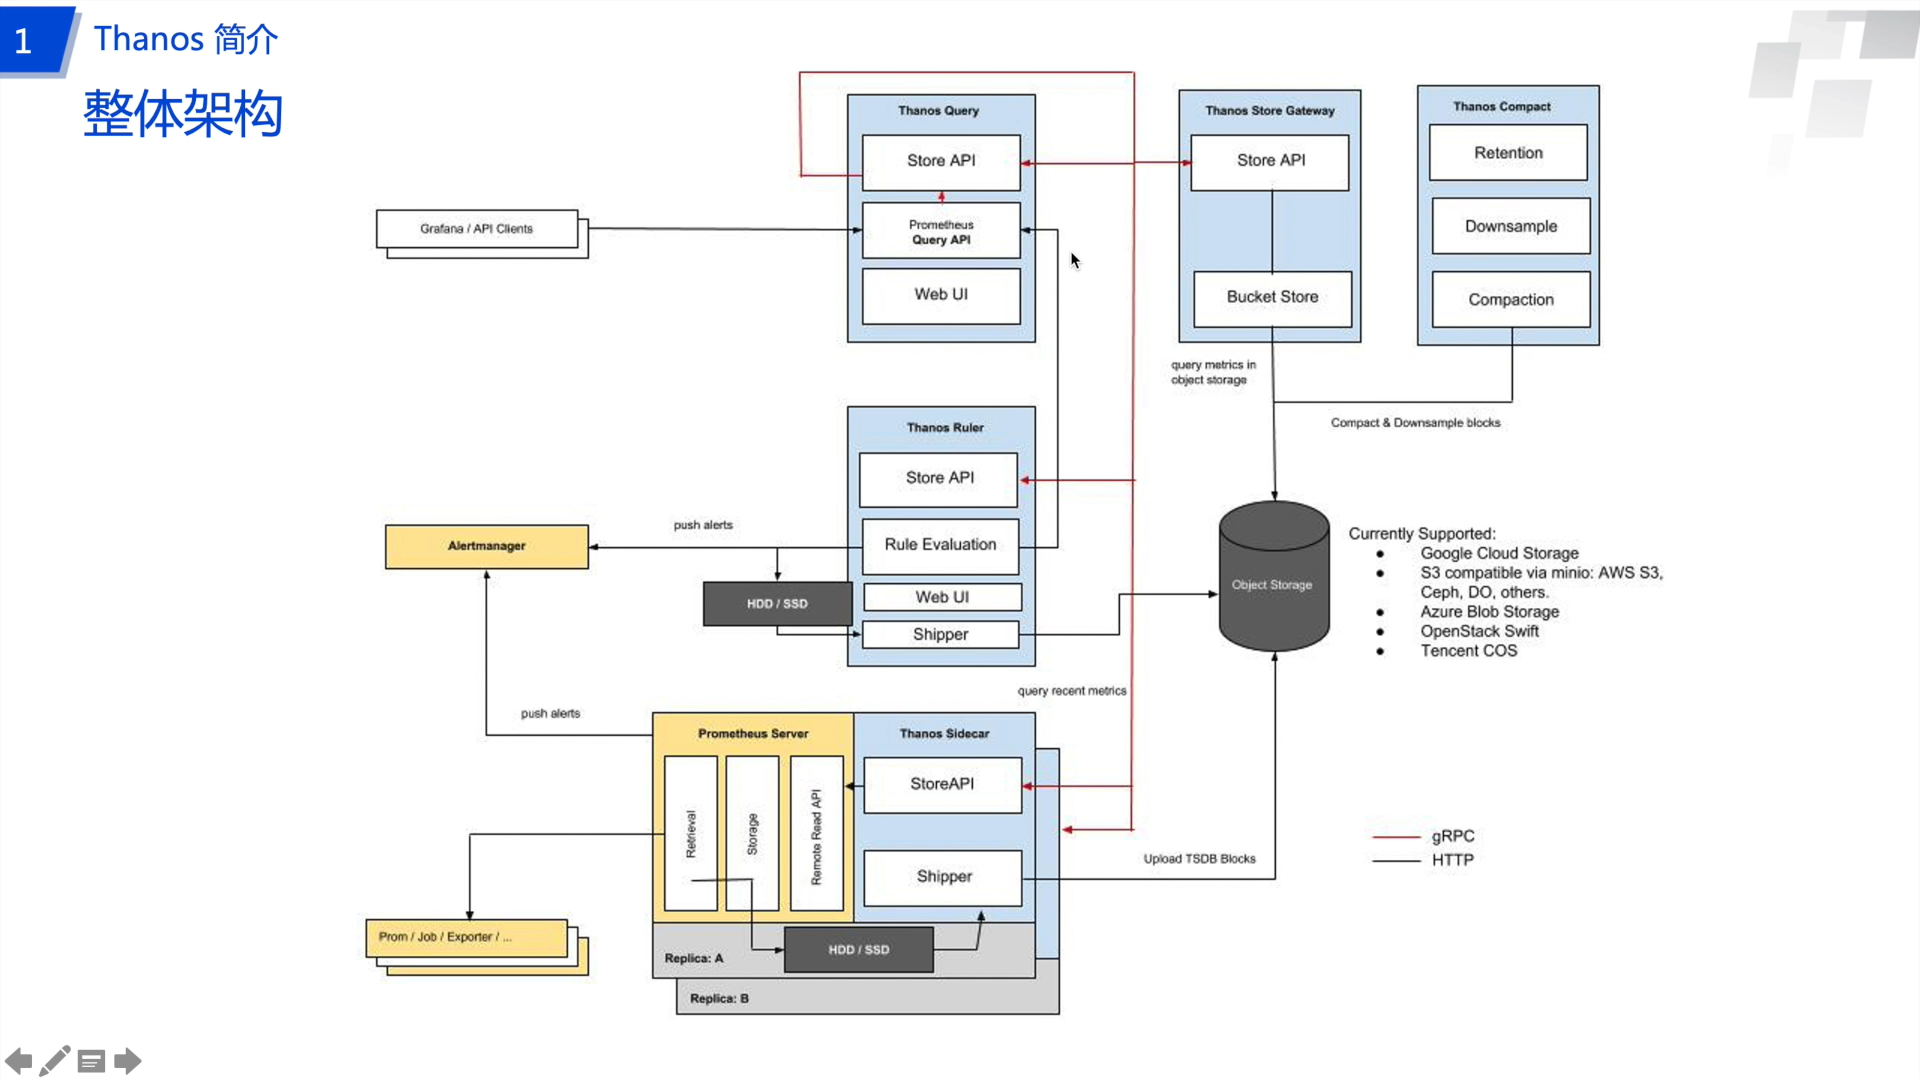 1
Thanos 简介
整体架构
Thanos Query
Store API
Prometheus
Query API
Web UI
Grafana / API Clients
Thanos Store Gateway
Store API
Bucket Store
Thanos Compact
Retention
Downsample
Compaction
query metrics in
object storage
Compact & Downsample blocks
Thanos Ruler
Store API
Rule Evaluation
Web UI
Shipper
push alerts
Alertmanager
HDD / SSD
Object Storage
Currently Supported:
● Google Cloud Storage
● S3 compatible via minio: AWS S3,
Ceph, DO, others.
● Azure Blob Storage
● OpenStack Swift
● Tencent COS
query recent metrics
push alerts
Prometheus Server
Retrieval
Storage
Remote Read API
Thanos Sidecar
StoreAPI
Shipper
Upload TSDB Blocks
gRPC
HTTP
Prom / Job / Exporter / ...
HDD / SSD
Replica: A
Replica: B